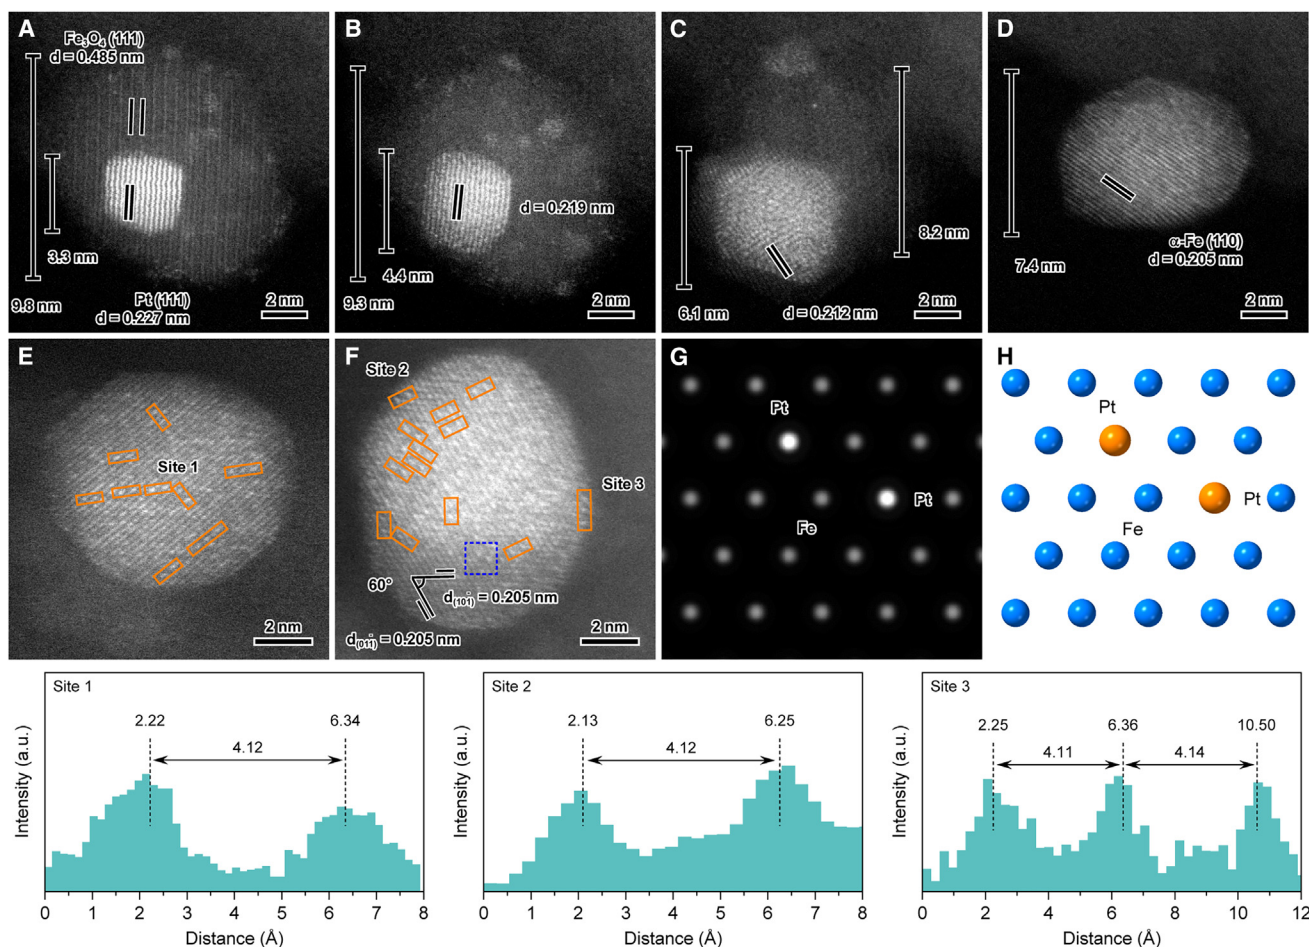 A
Fe₃O₄ (111)
d = 0.485 nm
3.3 nm
9.8 nm
Pt (111)
d = 0.227 nm
2 nm
B
d = 0.219 nm
4.4 nm
9.3 nm
2 nm
C
8.2 nm
6.1 nm
d = 0.212 nm
2 nm
D
α-Fe (110)
d = 0.205 nm
7.4 nm
2 nm
E
Site 1
2 nm
F
Site 2
Site 3
60°
d(101̄) = 0.205 nm
d(011̄) = 0.205 nm
2 nm
G
Pt
Pt
Fe
H
Pt
Pt
Fe
Site 1
2.22
6.34
4.12
Intensity (a.u.)
0 1 2 3 4 5 6 7 8
Distance (Å)
Site 2
2.13
6.25
4.12
Intensity (a.u.)
0 1 2 3 4 5 6 7 8
Distance (Å)
Site 3
2.25
6.36
10.50
4.11
4.14
Intensity (a.u.)
0 2 4 6 8 10 12
Distance (Å)